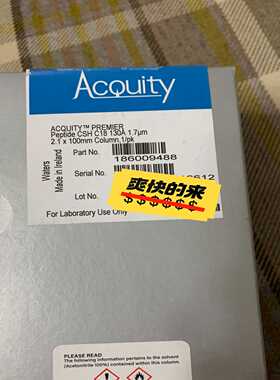 Acquity
ACQUITY™ PREMIER
Peptide CSH C18 130Å 1.7µm
2.1 x 100mm Column,1/pk
Part No.
186009488
Serial No.
612
Lot No.
爽快的来
$$$$$$
For Laboratory Use Only
Waters
Made in Ireland
PLEASE READ
The following information pertains to the solvent
(Acetonitrile 100%) contained within this column.